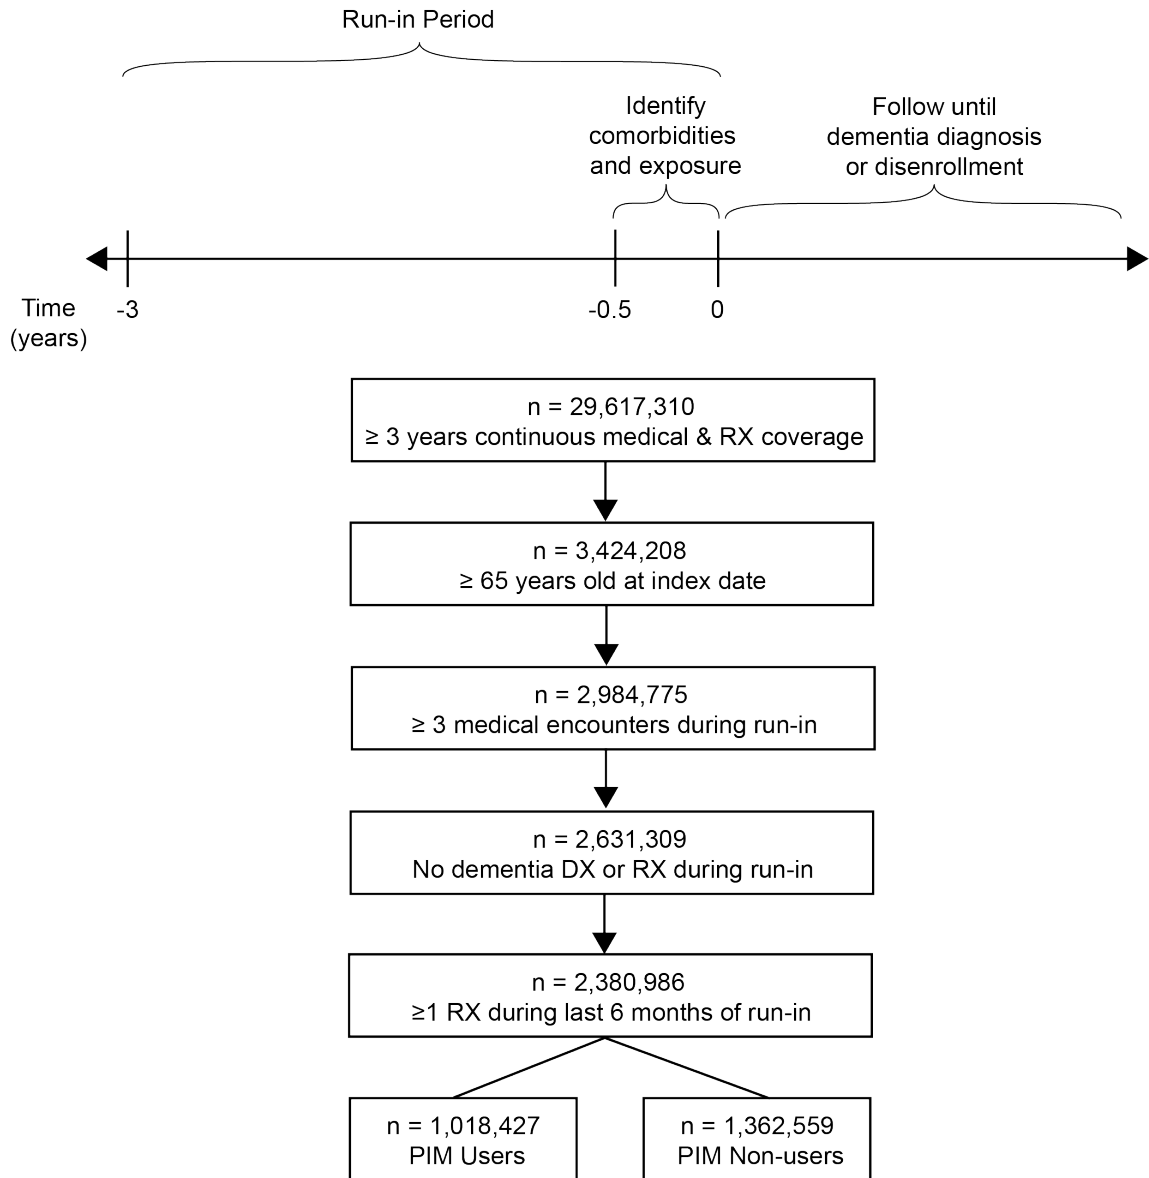 Run-in Period
Identify
comorbidities
and exposure
Follow until
dementia diagnosis
or disenrollment
Time
(years)
-3
-0.5
0
n = 29,617,310
≥ 3 years continuous medical & RX coverage
n = 3,424,208
≥ 65 years old at index date
n = 2,984,775
≥ 3 medical encounters during run-in
n = 2,631,309
No dementia DX or RX during run-in
n = 2,380,986
≥1 RX during last 6 months of run-in
n = 1,018,427
PIM Users
n = 1,362,559
PIM Non-users